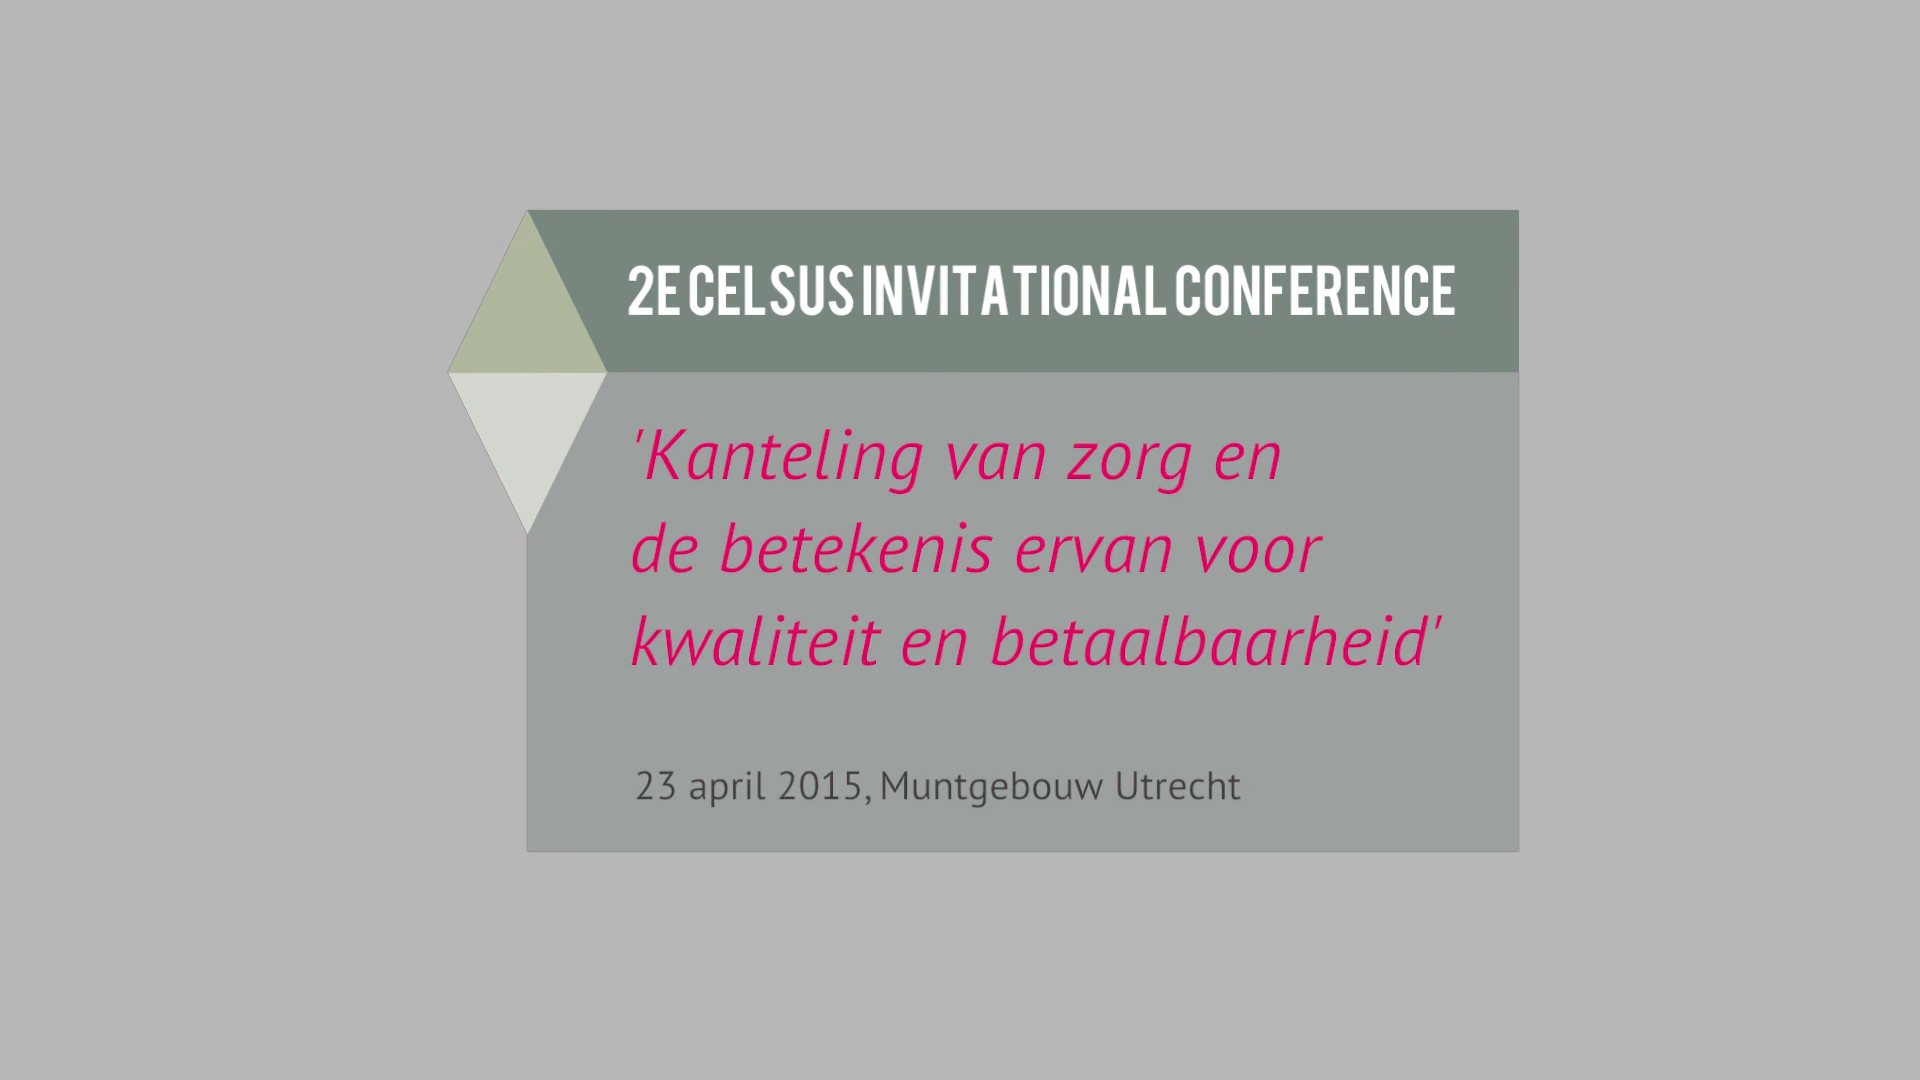 2E CELSUS INVITATIONAL CONFERENCE
'Kanteling van zorg en
de betekenis ervan voor
kwaliteit en betaalbaarheid'
23 april 2015, Muntgebouw Utrecht